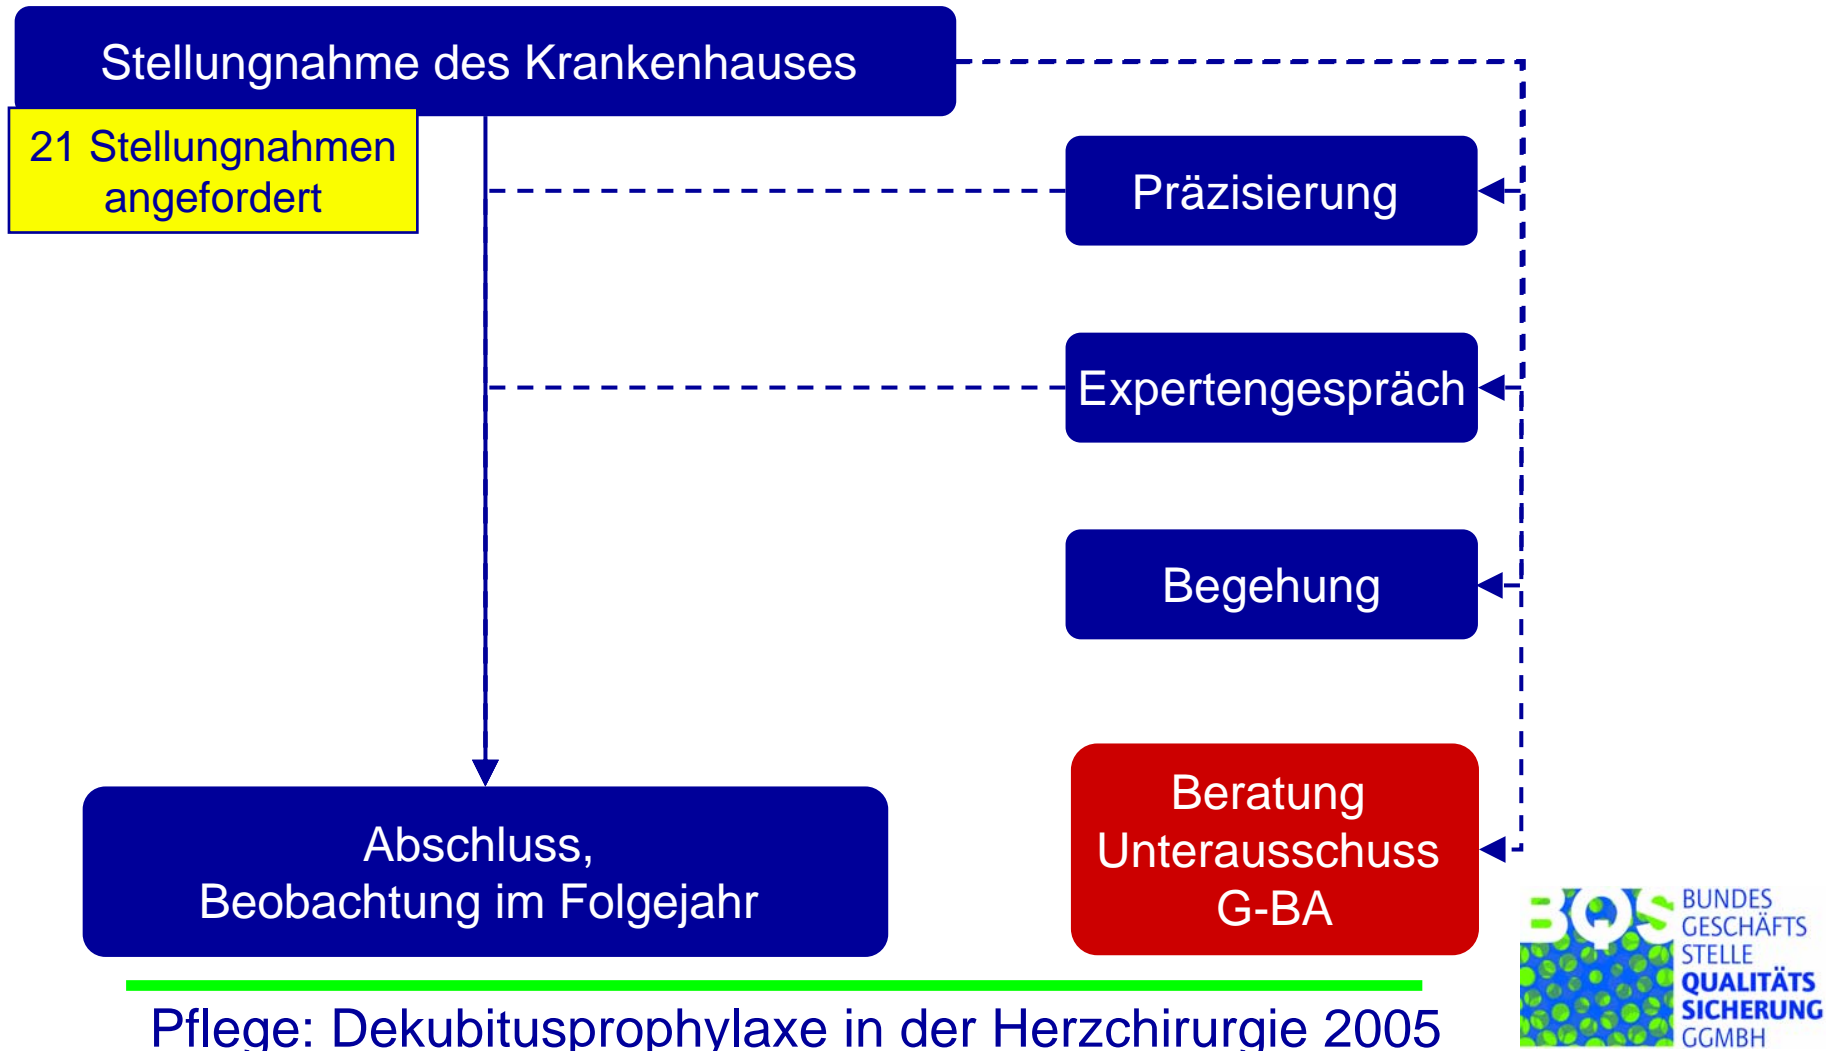 Stellungnahme des Krankenhauses
21 Stellungnahmen
angefordert
Präzisierung
Expertengespräch
Begehung
Beratung
Unterausschuss
G-BA
Abschluss,
Beobachtung im Folgejahr
Pflege: Dekubitusprophylaxe in der Herzchirurgie 2005
BQS
BUNDES
GESCHÄFTS
STELLE
QUALITÄTS
SICHERUNG
GGMBH